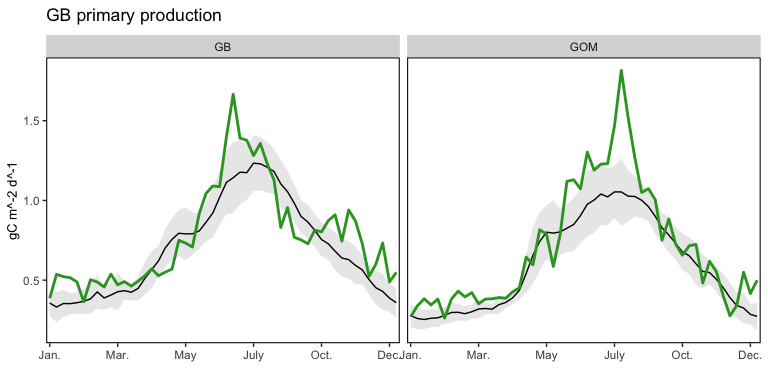 GB primary production
GB GOM
gC m^-2 d^-1
1.5
1.0
0.5
Jan. Mar. May July Oct. Dec. Jan. Mar. May July Oct. Dec.